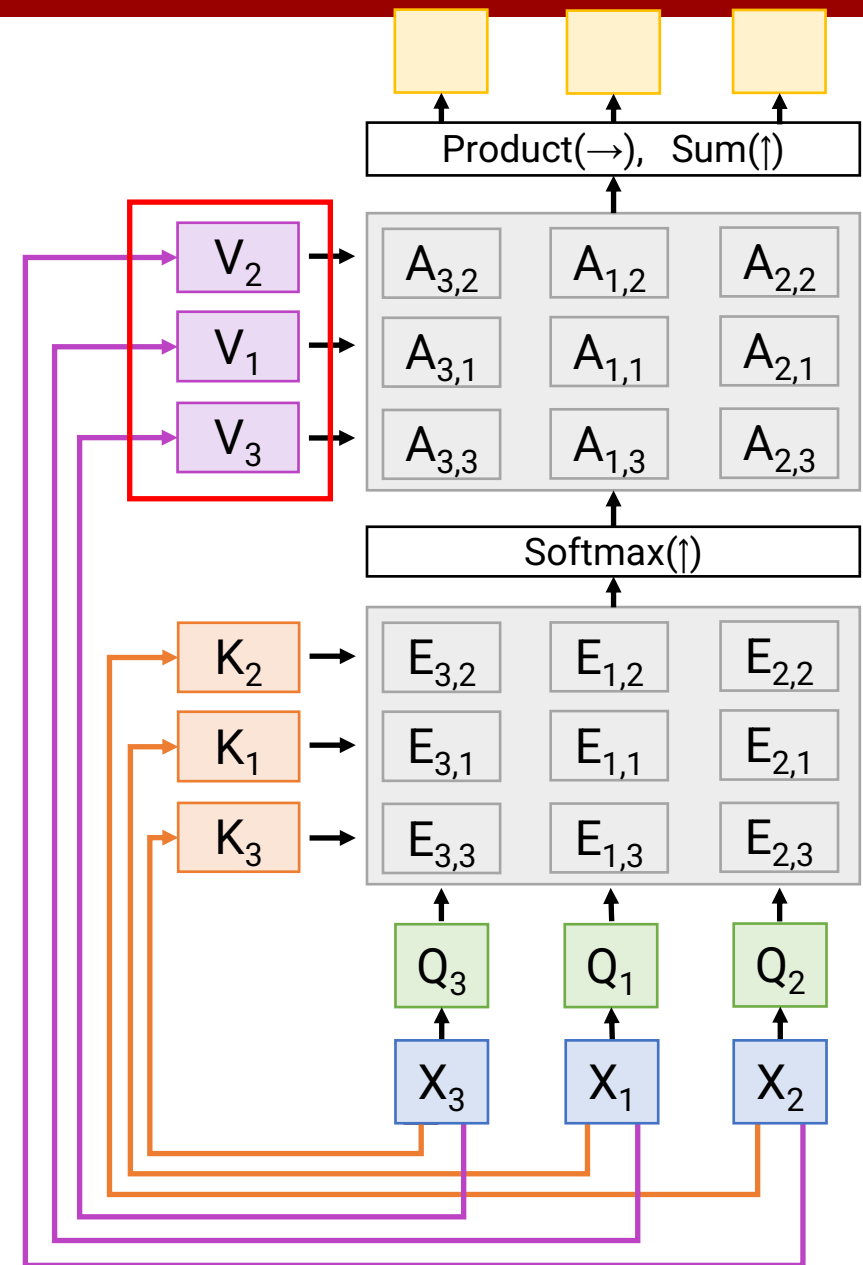 Product(→), Sum(↑)
V2 A3,2 A1,2 A2,2
V1 A3,1 A1,1 A2,1
V3 A3,3 A1,3 A2,3
Softmax(↑)
K2 E3,2 E1,2 E2,2
K1 E3,1 E1,1 E2,1
K3 E3,3 E1,3 E2,3
Q3 Q1 Q2
X3 X1 X2